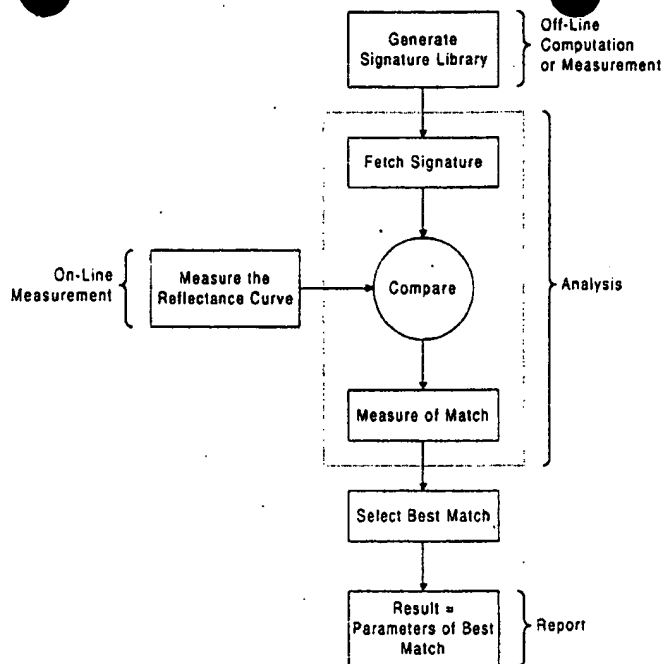 Generate
Signature Library
Off-Line
Computation
or Measurement
Fetch Signature
On-Line
Measurement
Measure the
Reflectance Curve
Compare
Analysis
Measure of Match
Select Best Match
Result =
Parameters of Best
Match
Report